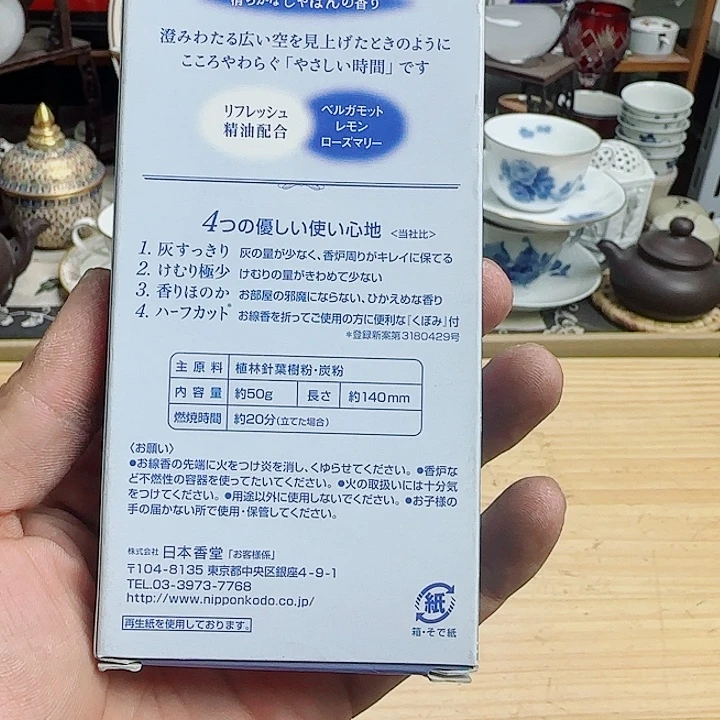 清らかなしゃぼんの香り
澄みわたる広い空を見上げたときのように
こころやわらぐ「やさしい時間」です
リフレッシュ
精油配合
ベルガモット
レモン
ローズマリー
4つの優しい使い心地 <当社比>
1. 灰すっきり 灰の量が少なく、香炉周りがキレイに保てる
2. けむり極少 けむりの量がきわめて少ない
3. 香りほのか お部屋の邪魔にならない、ひかえめな香り
4. ハーフカット* お線香を折ってご使用の方に便利な『くぼみ』付
*登録新案第3180429号
主原料 植林針葉樹粉・炭粉
内容量 約50g 長さ 約140mm
燃焼時間 約20分(立てた場合)
〈お願い〉
●お線香の先端に火をつけ炎を消し、くゆらせてください。●香炉な
ど不燃性の容器を使ってたいてください。●火の取扱いには十分気
をつけてください。●用途以外に使用しないでください。●お子様の
手の届かない所で使用・保管してください。
株式会社 日本香堂「お客様係」
〒104-8135 東京都中央区銀座4-9-1
TEL.03-3973-7768
http://www.nipponkodo.co.jp/
再生紙を使用しております。
紙
箱・そで紙